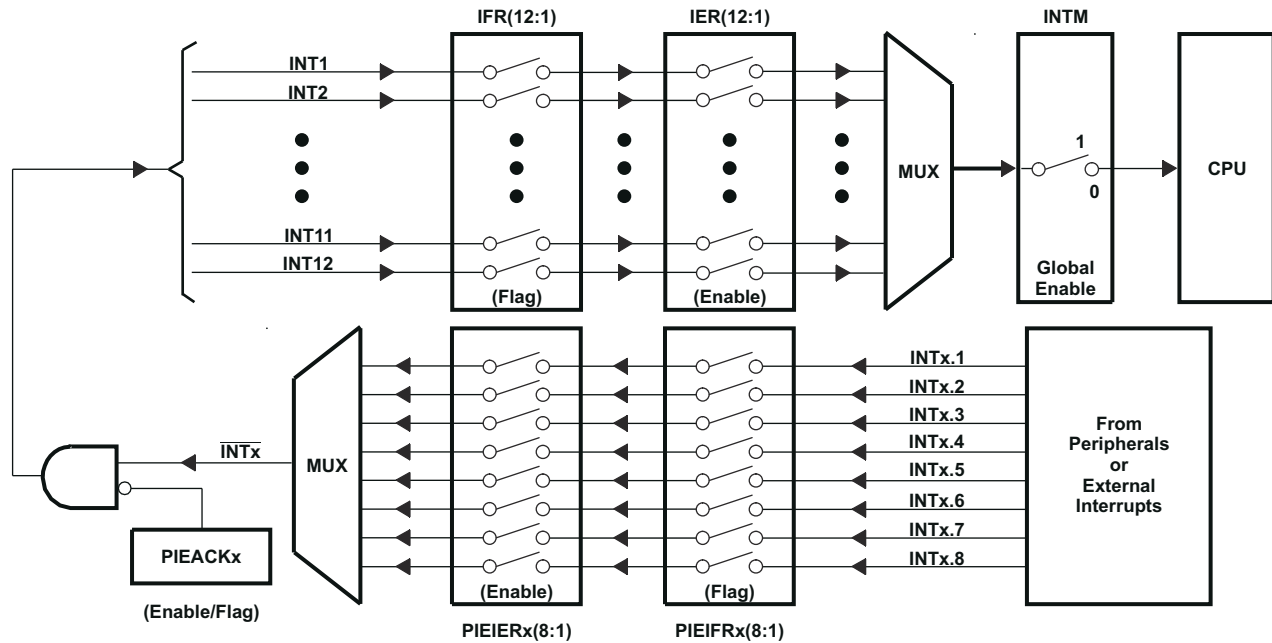 IFR(12:1)
IER(12:1)
INTM
INT1
INT2
1
MUX
CPU
0
INT11
INT12
(Flag)
(Enable)
Global
Enable
INTx.1
INTx.2
INTx.3
INTx.4
INTx.5
INTx.6
INTx.7
INTx.8
From
Peripherals
or
External
Interrupts
INTx
MUX
PIEACKx
(Enable/Flag)
(Enable)
(Flag)
PIEIERx(8:1)
PIEIFRx(8:1)